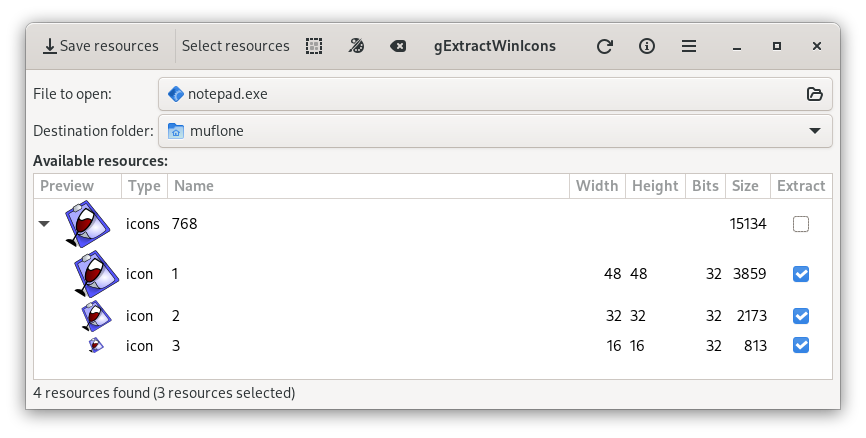 Save resources Select resources gExtractWinIcons
File to open: notepad.exe
Destination folder: muflone
Available resources:
Preview Type Name Width Height Bits Size Extract
icons 768 15134
icon 1 48 48 32 3859
icon 2 32 32 32 2173
icon 3 16 16 32 813
4 resources found (3 resources selected)